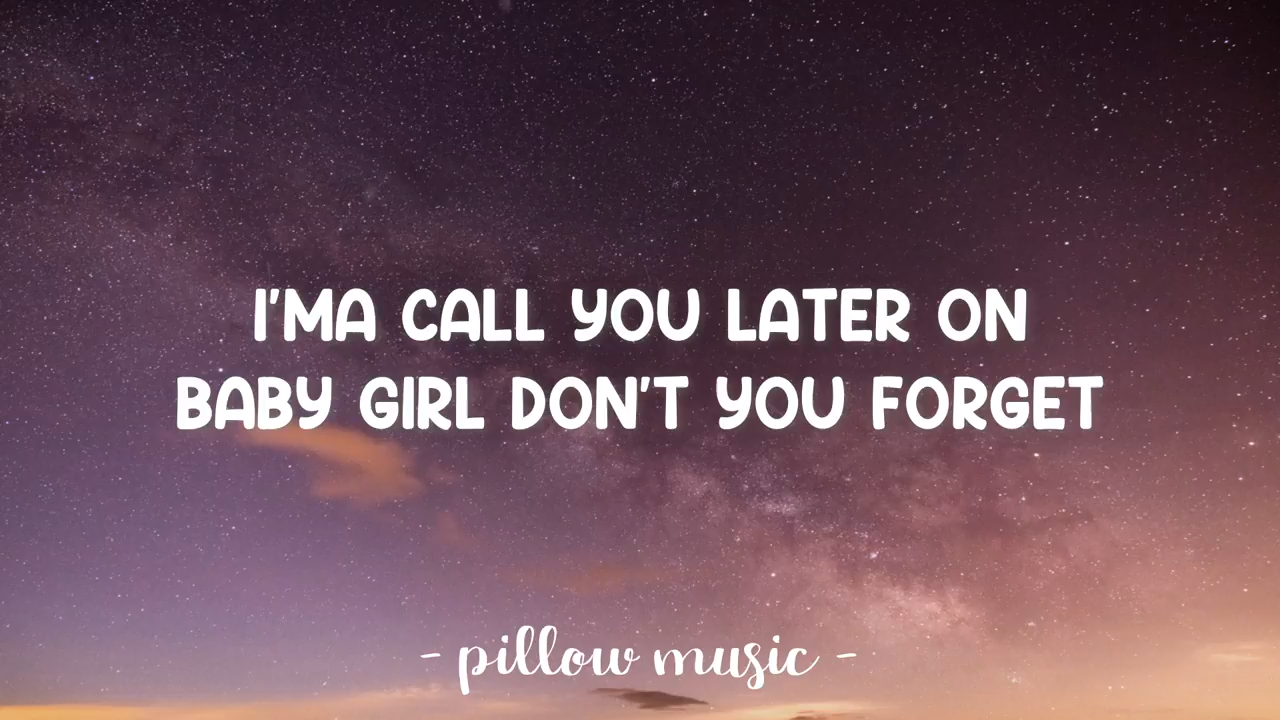 I'MA CALL YOU LATER ON
BABY GIRL DON'T YOU FORGET
- pillow music -